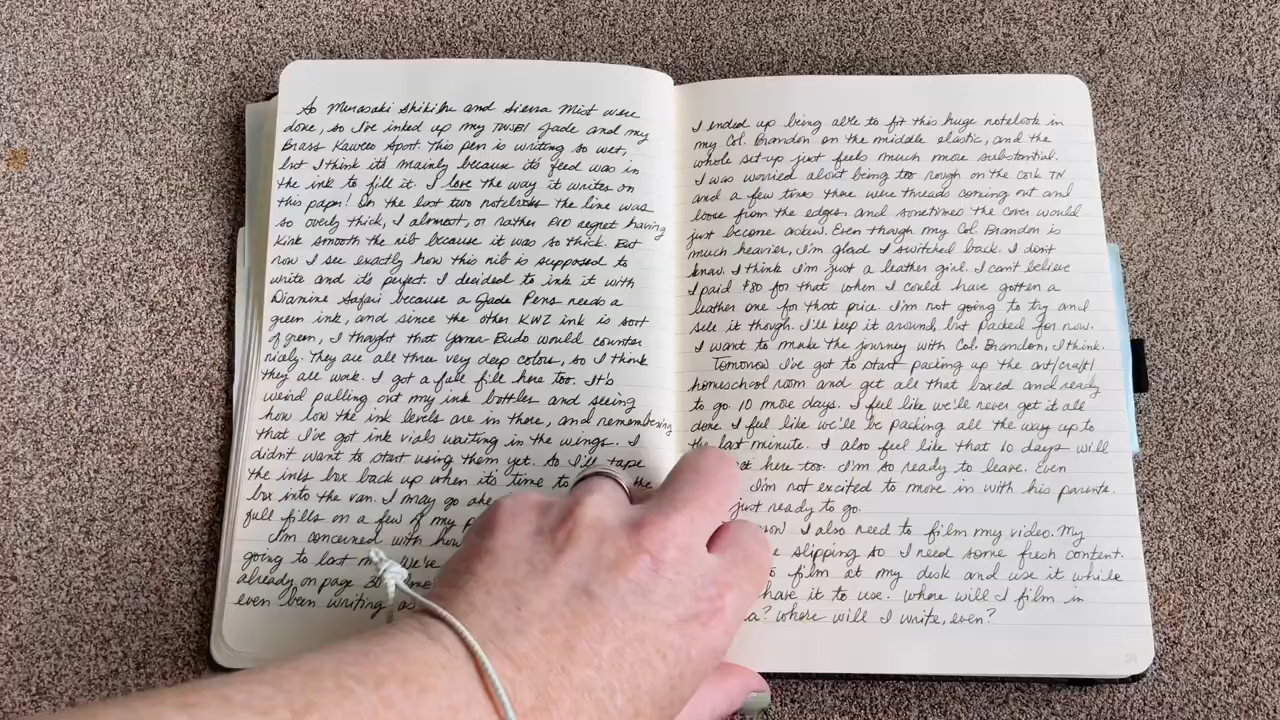 So Murasaki Shikibu and Sierra Mist were
done, so I've inked up my TWSBI Jade and my
Brass Kaweco Sport. This pen is writing so wet,
but I think it's mainly because it's feed was in
the ink to fill it. I love the way it writes on
this paper! On the last two notebooks the line was
so overly thick, I almost, or rather DID regret having
Kirk smooth the nib because it was so thick. But
now I see exactly how this nib is supposed to
write and it's perfect. I decided to ink it with
Diamine Safari because a Jade Pens needs a
green ink, and since the other KWZ ink is sort
of green, I thought that Yama-Budo would counter
nicely. They are all three very deep colors, so I think
they all work. I got a full fill here too. It's
weird pulling out my ink bottles and seeing
how low the ink levels are in there, and remembering
that I've got ink vials waiting in the wings. I
didn't want to start using them yet. So I'll tape
the inks box back up when it's time to the
box into the van. I may go
full fills on a few of my
I'm concerned with how
going to last me. We're
already on page 30
even been writing as
I ended up being able to fit this huge notebook in
my Col. Brandon on the middle elastic, and the
whole set-up just feels much more substantial.
I was worried about being too rough on the cork TN
and a few times there were threads coming out and
loose from the edges, and sometimes the cover would
just become askew. Even though my Col. Brandon is
much heavier, I'm glad I switched back. I don't
know. I think I'm just a leather girl. I can't believe
I paid $80 for that when I could have gotten a
leather one for that price. I'm not going to try and
sell it though. I'll keep it around, but packed for now.
I want to make the journey with Col. Brandon, I think.
Tomorrow I've got to start packing up the art/craft/
homeschool room and get all that boxed and ready
to go. 10 more days. I feel like we'll never get it all
done. I feel like we'll be packing all the way up to
the last minute. I also feel like that 10 days will
here too. I'm so ready to leave. Even
I'm not excited to move in with his parents.
just ready to go.
I also need to film my video. My
slipping so I need some fresh content.
film at my desk and use it while
have it to use. Where will I film in
Where will I write, even?